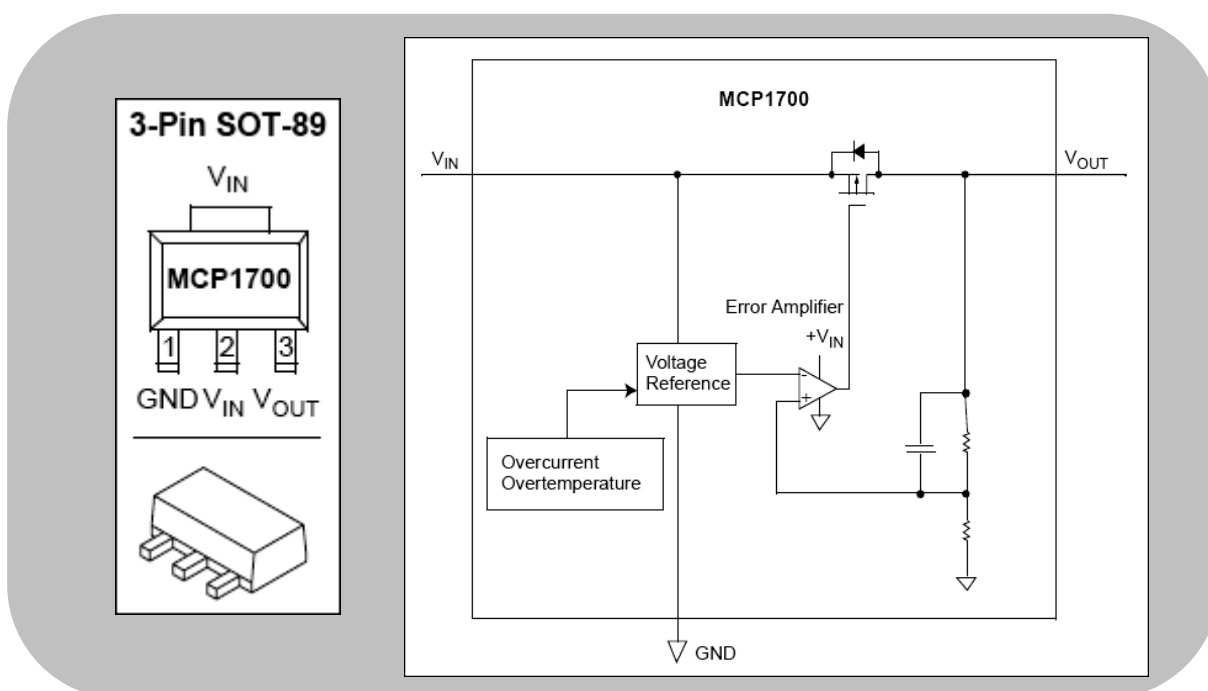 3-Pin SOT-89
VIN
MCP1700
1 2 3
GND VIN VOUT
MCP1700
VIN
VOUT
Error Amplifier
+VIN
Voltage
Reference
-
+
Overcurrent
Overtemperature
GND